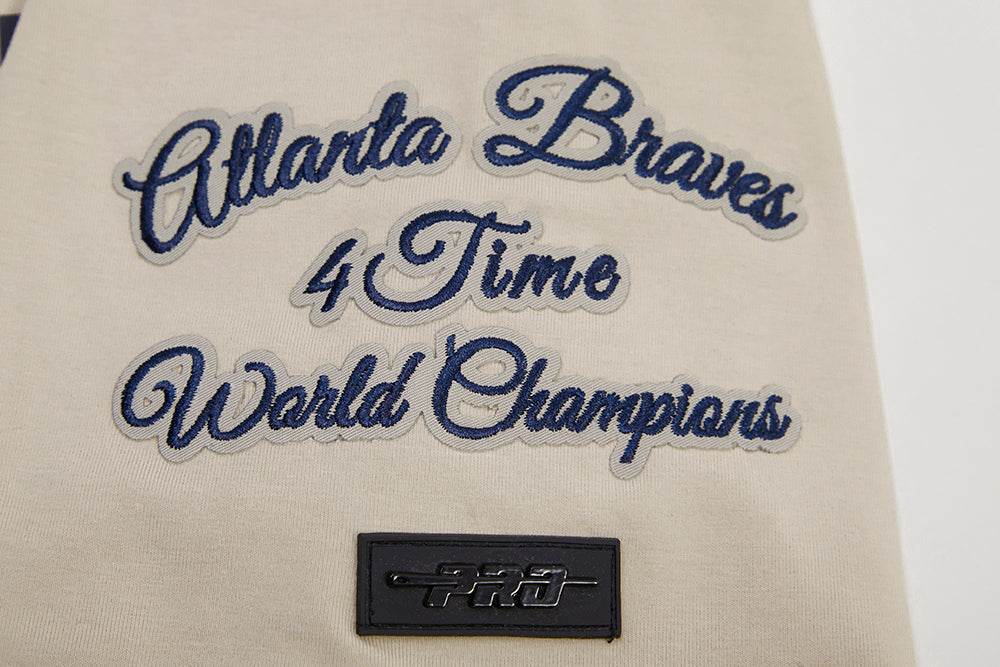 Atlanta Braves
4 Time
World Champions
PRO